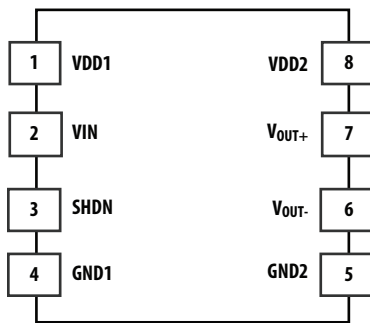 1 VDD1 VDD2 8
2 VIN VOUT+ 7
3 SHDN VOUT- 6
4 GND1 GND2 5